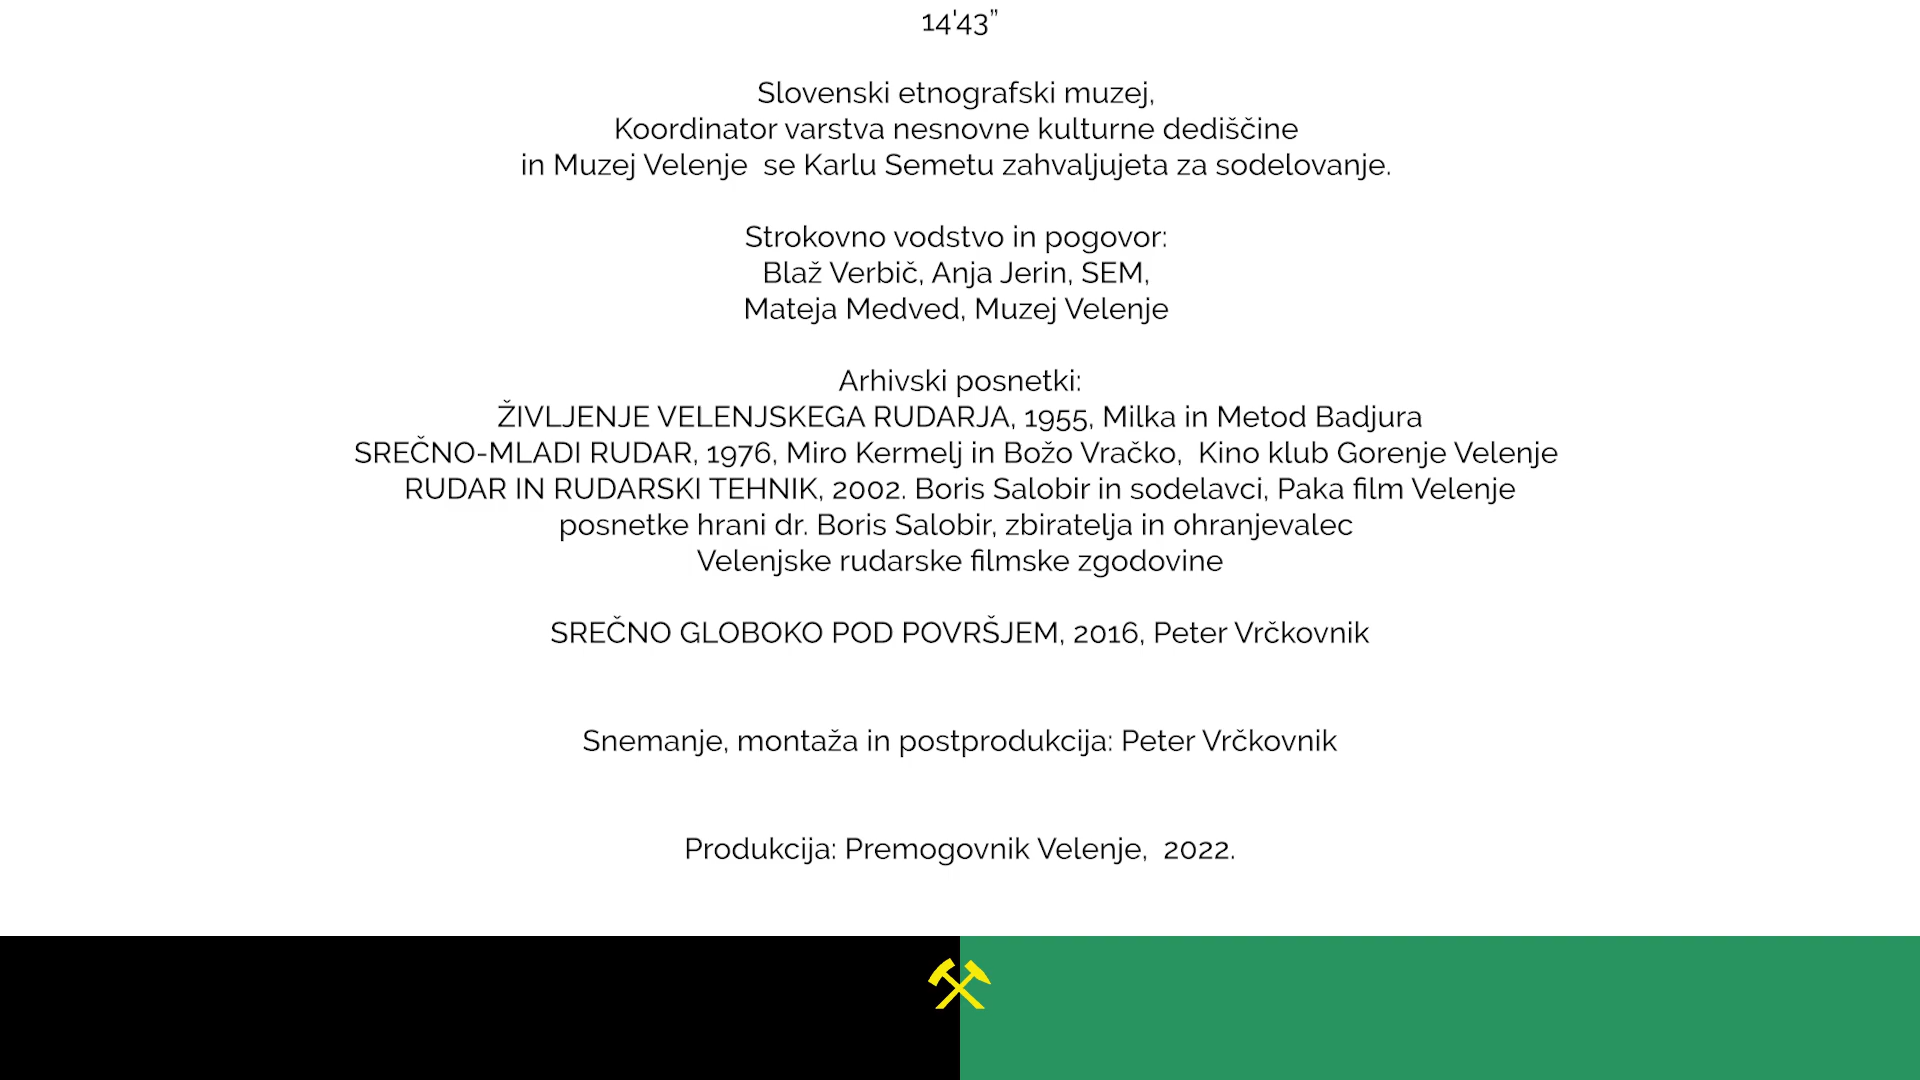 14'43”
Slovenski etnografski muzej,
Koordinator varstva nesnovne kulturne dediščine
in Muzej Velenje  se Karlu Semetu zahvaljujeta za sodelovanje.
Strokovno vodstvo in pogovor:
Blaž Verbič, Anja Jerin, SEM,
Mateja Medved, Muzej Velenje
Arhivski posnetki:
ŽIVLJENJE VELENJSKEGA RUDARJA, 1955, Milka in Metod Badjura
SREČNO-MLADI RUDAR, 1976, Miro Kermelj in Božo Vračko,  Kino klub Gorenje Velenje
RUDAR IN RUDARSKI TEHNIK, 2002. Boris Salobir in sodelavci, Paka film Velenje
posnetke hrani dr. Boris Salobir, zbiratelja in ohranjevalec
Velenjske rudarske filmske zgodovine
SREČNO GLOBOKO POD POVRŠJEM, 2016, Peter Vrčkovnik
Snemanje, montaža in postprodukcija: Peter Vrčkovnik
Produkcija: Premogovnik Velenje,  2022.